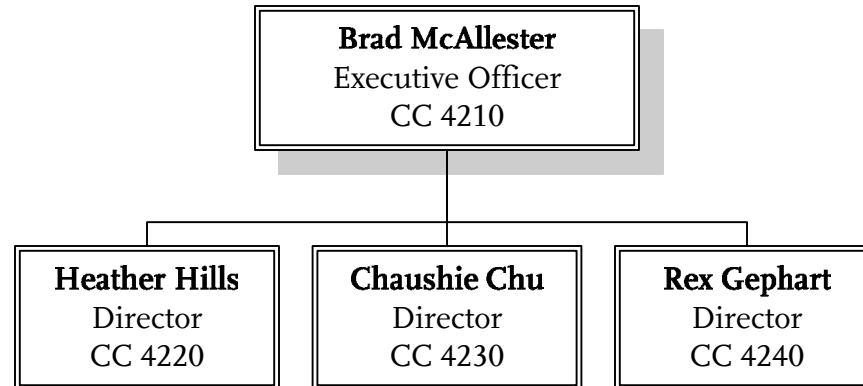 Brad McAllester
Executive Officer
CC 4210
Heather Hills
Director
CC 4220
Chaushie Chu
Director
CC 4230
Rex Gephart
Director
CC 4240